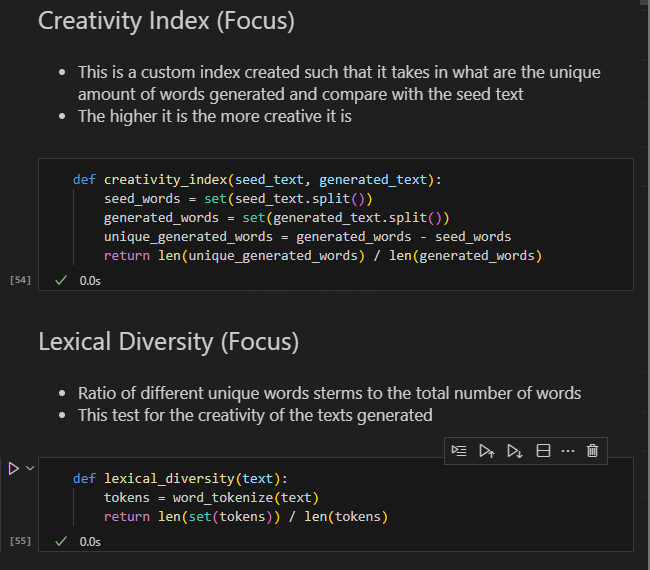 Creativity Index (Focus)
• This is a custom index created such that it takes in what are the unique
amount of words generated and compare with the seed text
• The higher it is the more creative it is
def creativity_index(seed_text, generated_text):
    seed_words = set(seed_text.split())
    generated_words = set(generated_text.split())
    unique_generated_words = generated_words - seed_words
    return len(unique_generated_words) / len(generated_words)
[54] ✓ 0.0s
Lexical Diversity (Focus)
• Ratio of different unique words sterms to the total number of words
• This test for the creativity of the texts generated
def lexical_diversity(text):
    tokens = word_tokenize(text)
    return len(set(tokens)) / len(tokens)
[55] ✓ 0.0s